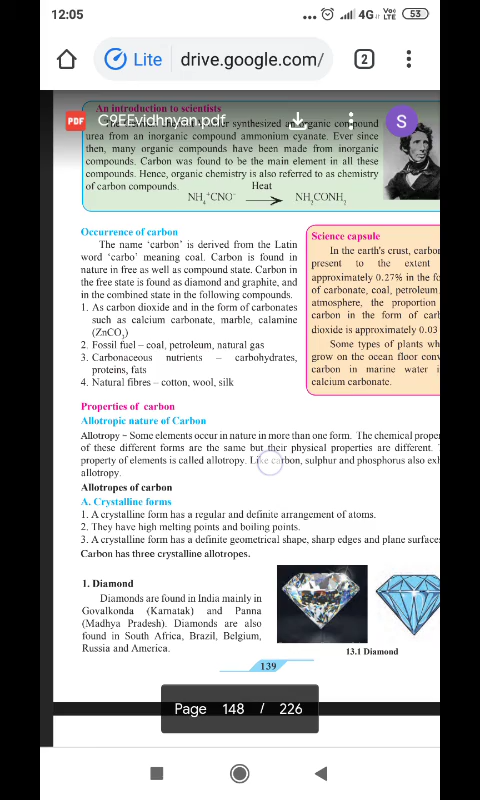 12:05
... 4G Vo LTE 53
Lite drive.google.com/ 2
An introduction to scientists
PDF C9EEvidhnyan.pdf S
synthesized an organic compound
urea from an inorganic compound ammonium cyanate. Ever since
then, many organic compounds have been made from inorganic
compounds. Carbon was found to be the main element in all these
compounds. Hence, organic chemistry is also referred to as chemistry
of carbon compounds.
Heat
NH₄⁺CNO⁻ ⟶ NH₂CONH₂
Occurrence of carbon
The name ‘carbon’ is derived from the Latin
word ‘carbo’ meaning coal. Carbon is found in
nature in free as well as compound state. Carbon in
the free state is found as diamond and graphite, and
in the combined state in the following compounds.
1. As carbon dioxide and in the form of carbonates
such as calcium carbonate, marble, calamine
(ZnCO₃)
2. Fossil fuel – coal, petroleum, natural gas
3. Carbonaceous nutrients – carbohydrates,
proteins, fats
4. Natural fibres – cotton, wool, silk
Science capsule
In the earth's crust, carbon
present to the extent
approximately 0.27% in the fo
of carbonate, coal, petroleum
atmosphere, the proportion
carbon in the form of carb
dioxide is approximately 0.03
Some types of plants wh
grow on the ocean floor conv
carbon in marine water i
calcium carbonate.
Properties of carbon
Allotropic nature of Carbon
Allotropy – Some elements occur in nature in more than one form. The chemical proper
of these different forms are the same but their physical properties are different. T
property of elements is called allotropy. Like carbon, sulphur and phosphorus also exh
allotropy.
Allotropes of carbon
A. Crystalline forms
1. A crystalline form has a regular and definite arrangement of atoms.
2. They have high melting points and boiling points.
3. A crystalline form has a definite geometrical shape, sharp edges and plane surfaces
Carbon has three crystalline allotropes.
1. Diamond
Diamonds are found in India mainly in
Govalkonda (Karnatak) and Panna
(Madhya Pradesh). Diamonds are also
found in South Africa, Brazil, Belgium,
Russia and America.
13.1 Diamond
139
Page 148 / 226